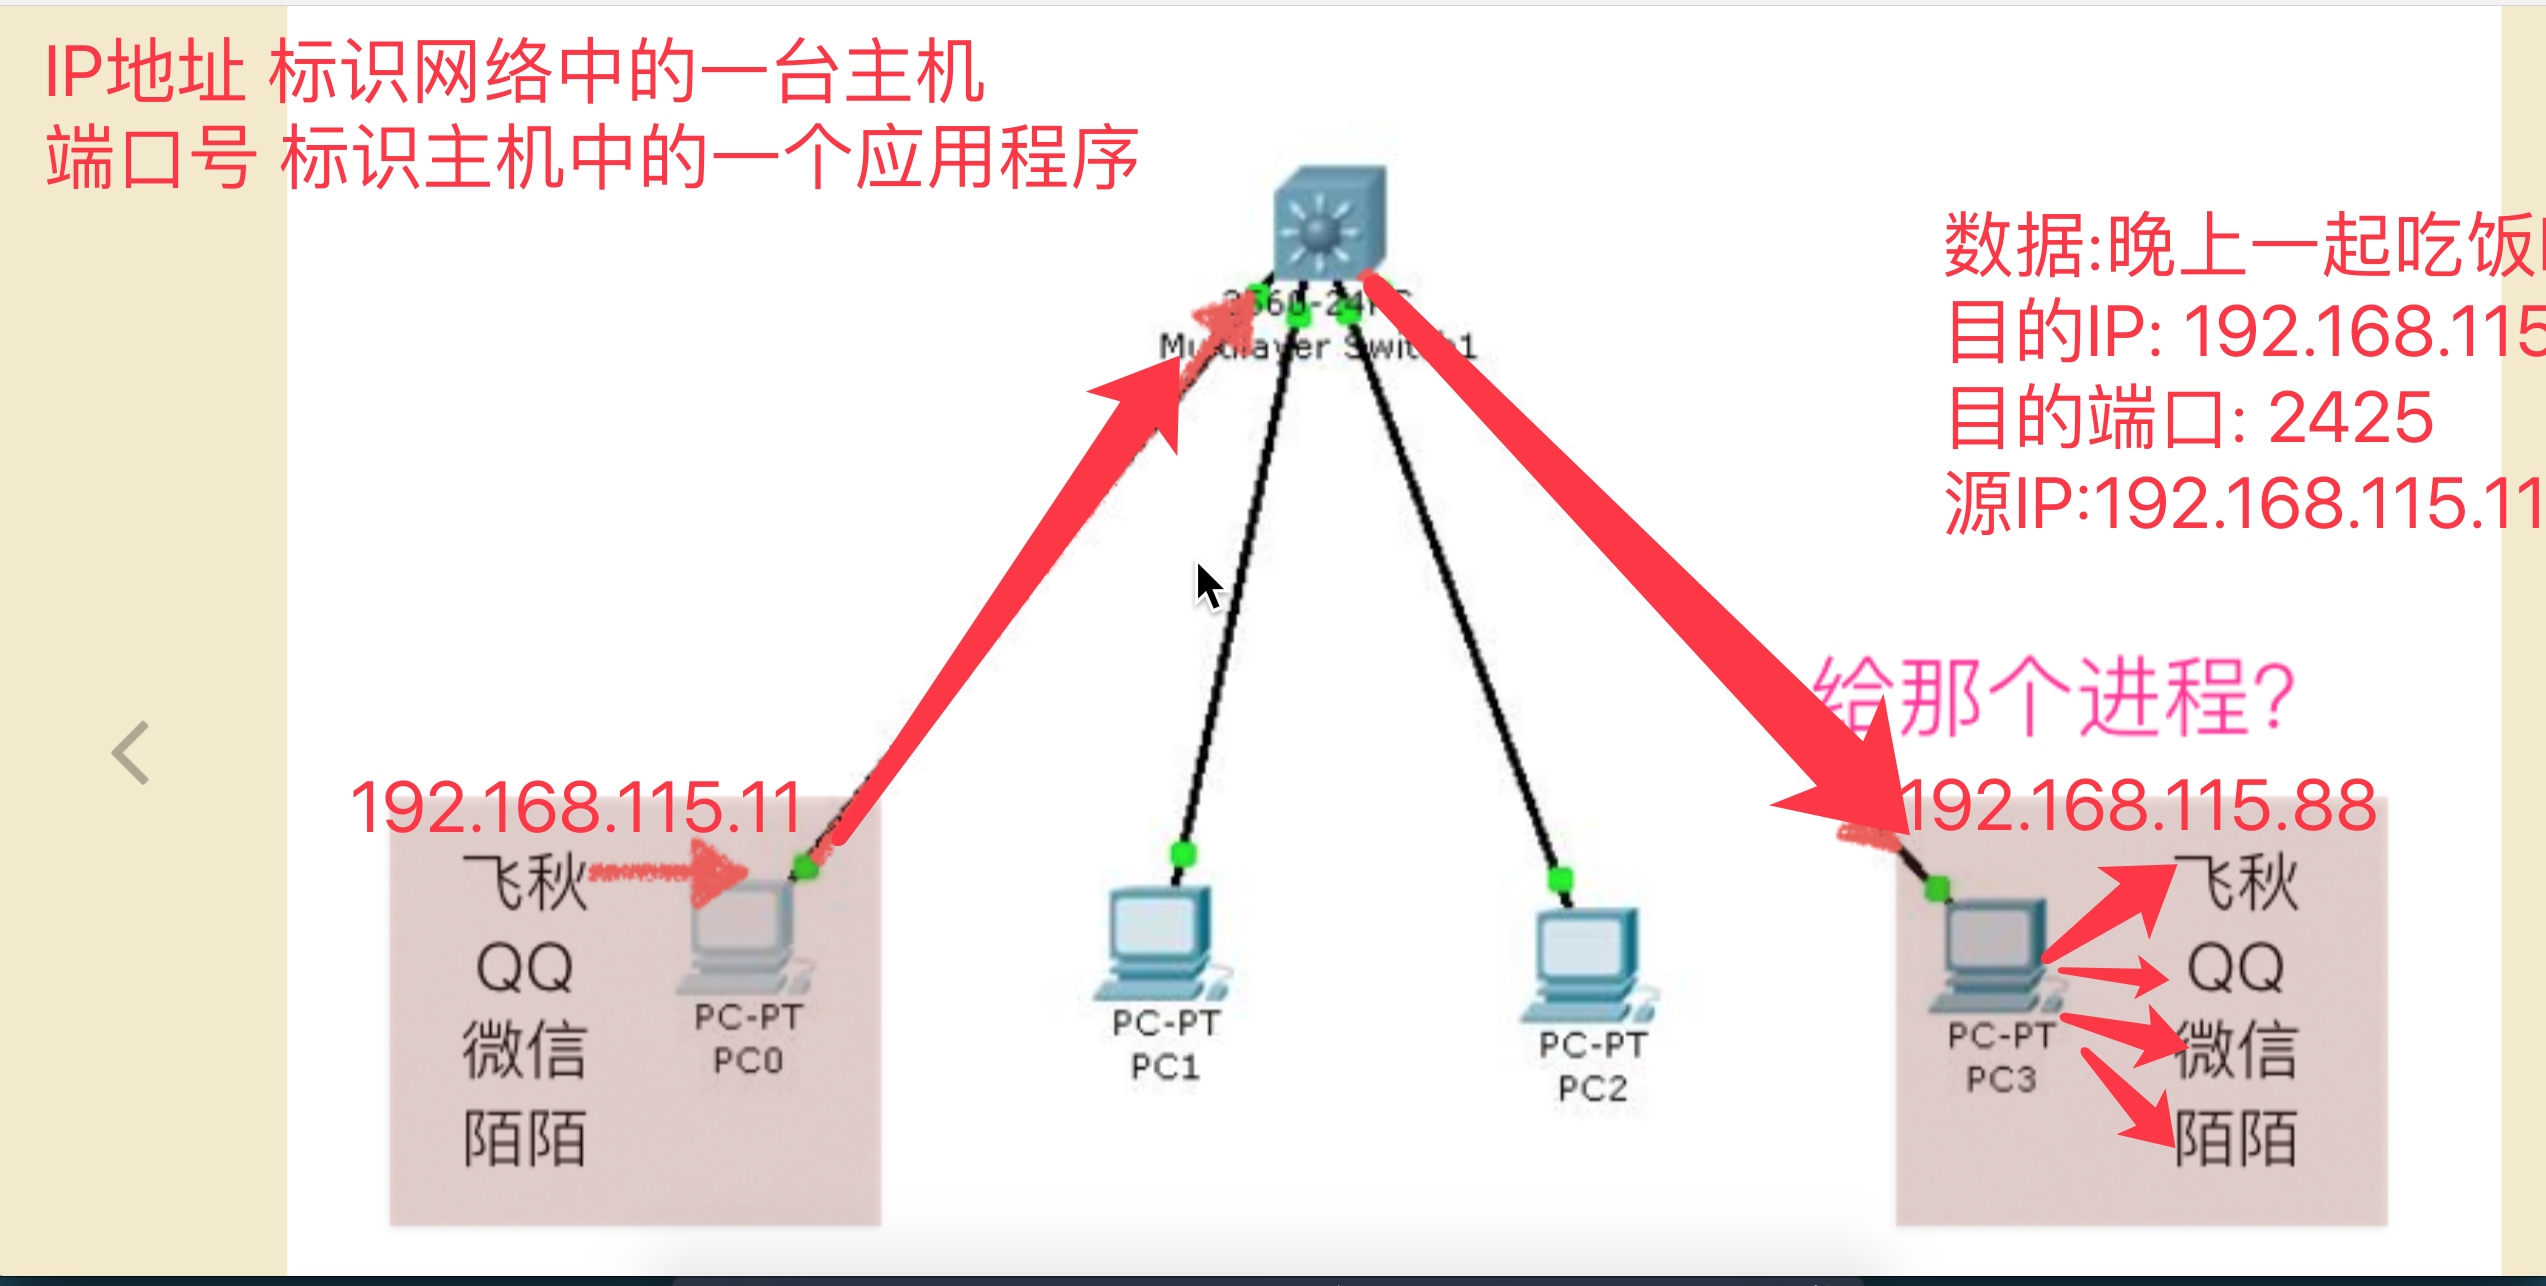 IP地址 标识网络中的一台主机
端口号 标识主机中的一个应用程序
数据:晚上一起吃饭
目的IP: 192.168.115
目的端口: 2425
源IP:192.168.115.11
Multilayer Switch1
给那个进程?
192.168.115.11
192.168.115.88
飞秋
QQ
微信
陌陌
PC-PT
PC0
PC-PT
PC1
PC-PT
PC2
PC-PT
PC3
飞秋
QQ
微信
陌陌